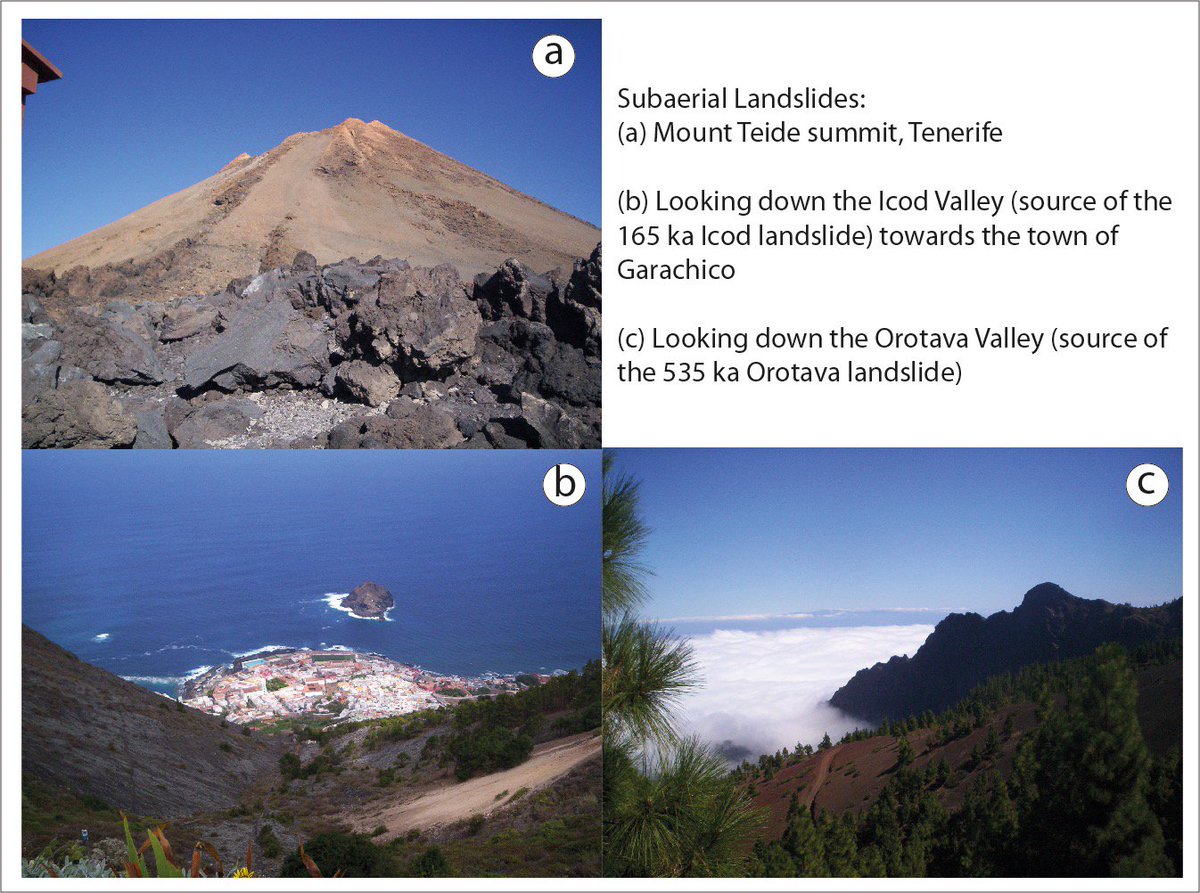 a
Subaerial Landslides:
(a) Mount Teide summit, Tenerife
(b) Looking down the Icod Valley (source of the
165 ka Icod landslide) towards the town of
Garachico
(c) Looking down the Orotava Valley (source of
the 535 ka Orotava landslide)
b
c